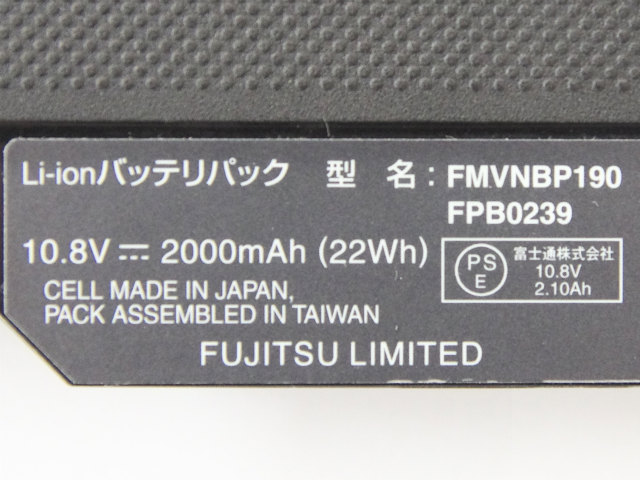 Li-ionバッテリパック 型 名：FMVNBP190
FPB0239
10.8V ⎓ 2000mAh (22Wh)
PS
E
富士通株式会社
10.8V
2.10Ah
CELL MADE IN JAPAN,
PACK ASSEMBLED IN TAIWAN
FUJITSU LIMITED